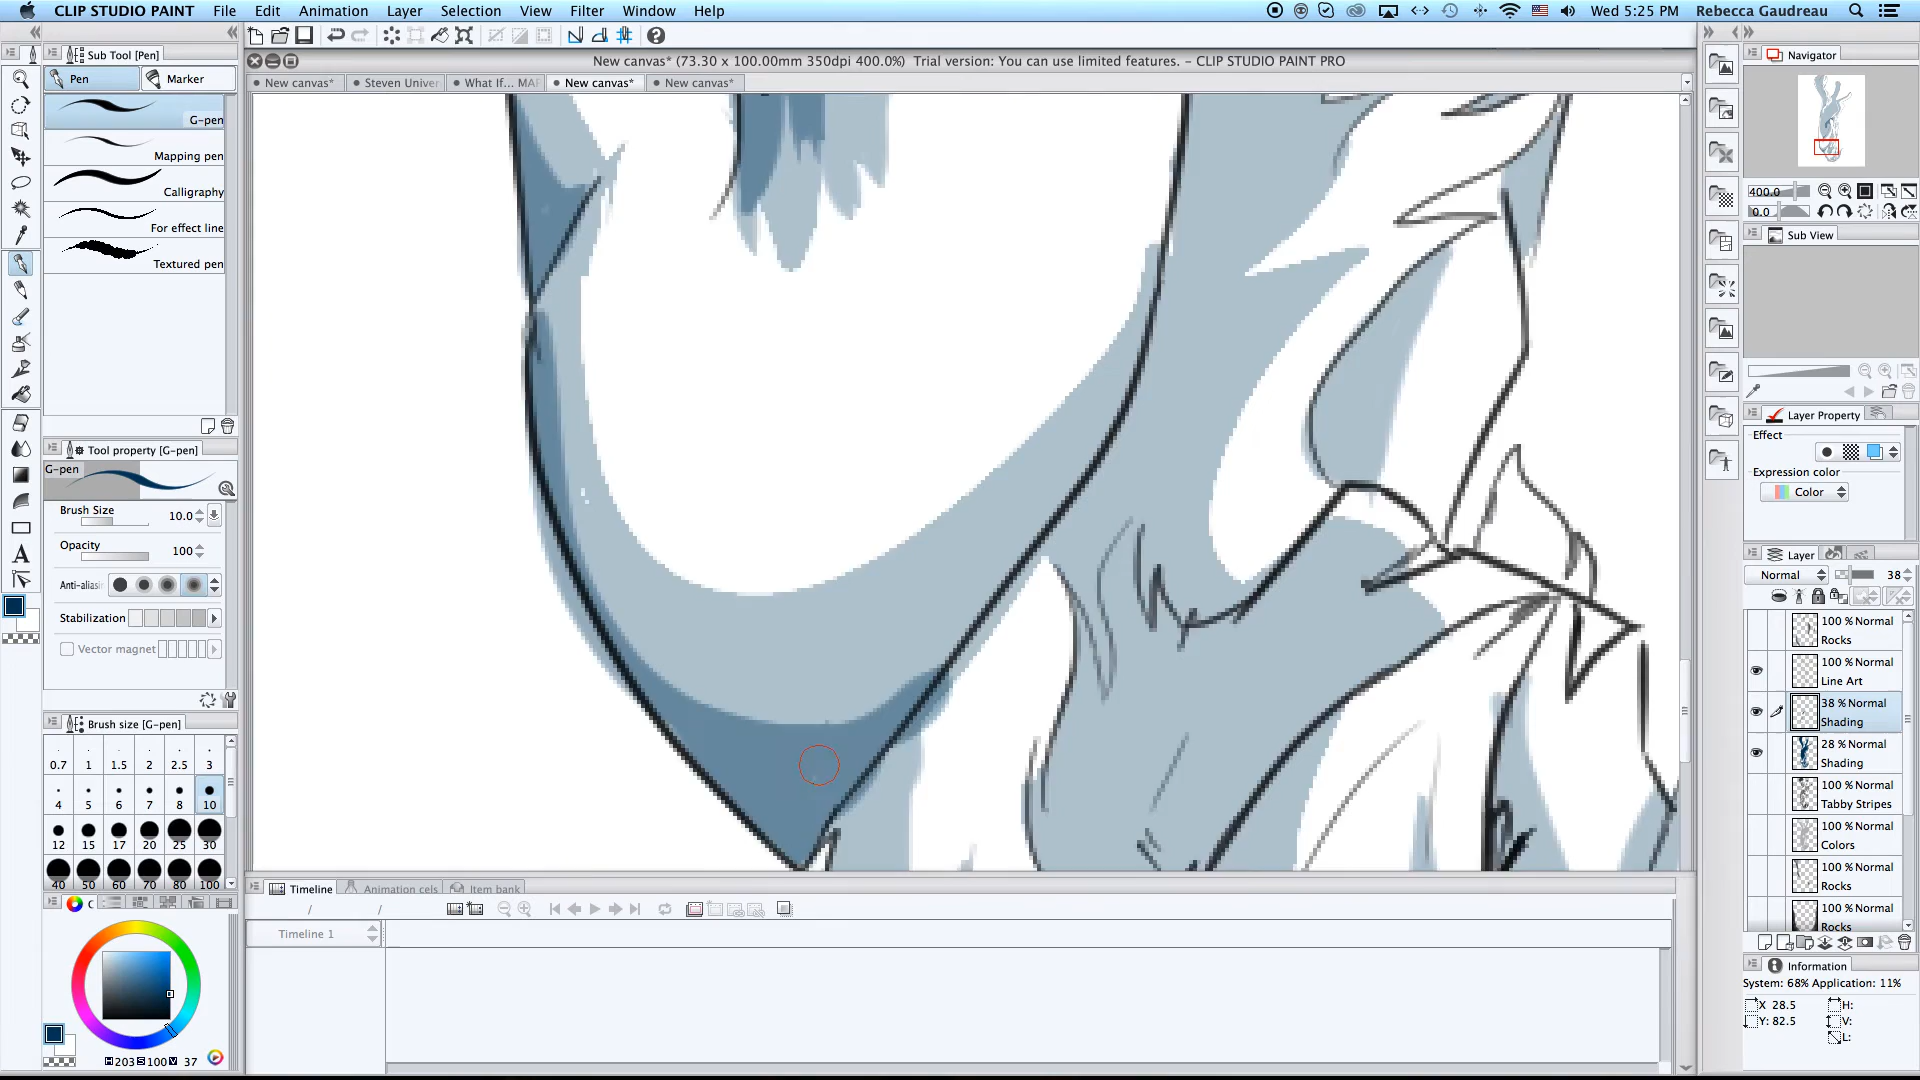 CLIP STUDIO PAINT File Edit Animation Layer Selection View Filter Window Help Wed 5:25 PM Rebecca Gaudreau
Sub Tool [Pen]
New canvas* (73.30 x 100.00mm 350dpi 400.0%) Trial version: You can use limited features. - CLIP STUDIO PAINT PRO
Navigator
Pen Marker
New canvas* Steven Univer What If... MAP New canvas* New canvas*
G-pen
Mapping pen
Calligraphy
For effect line
Textured pen
400.0
0.0
Sub View
Layer Property
Effect
Expression color
Color
Tool property [G-pen]
G-pen
Brush Size 10.0
Opacity 100
Anti-alias
Stabilization
Vector magnet
Layer
Normal 38
100 % Normal
Rocks
100 % Normal
Line Art
38 % Normal
Shading
28 % Normal
Shading
100 % Normal
Tabby Stripes
100 % Normal
Colors
100 % Normal
Rocks
100 % Normal
Rocks
Brush size [G-pen]
0.7 1 1.5 2 2.5 3
4 5 6 7 8 10
12 15 17 20 25 30
40 50 60 70 80 100
Timeline Animation cels Item bank
/ /
Timeline 1
C
H 203 S 100 V 37
Information
System: 68% Application: 11%
X 28.5 H:
Y: 82.5 V:
L: